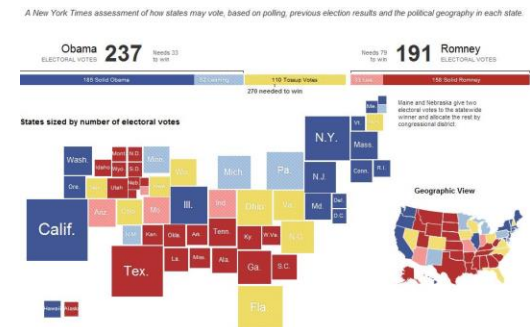 A New York Times assessment of how states may vote, based on polling, previous election results and the political geography in each state.
Obama 237 Needs 33
ELECTORAL VOTES to win
Needs 79 191 Romney
to win ELECTORAL VOTES
185 Solid Obama
110 Tossup Votes
156 Solid Romney
270 needed to win
States sized by number of electoral votes
Maine and Nebraska give two
electoral votes to the statewide
winner and allocate the rest by
congressional district.
Me.
N.Y.
Vt.
Mass.
Wash.
Mont.
N.D.
Minn.
Idaho
Wyo.
S.D.
Mich.
Pa.
N.J.
Conn.
R.I.
Ore.
Utah
Neb.
Ill.
Ind.
Ohio
Va.
Md.
Del.
D.C.
Geographic View
Calif.
Ariz.
Mo.
N.M.
Kan.
Okla.
Ark.
Tenn.
Ky.
W.Va.
N.C.
Tex.
La.
Miss.
Ala.
Ga.
S.C.
Fla.
Hawaii
Alaska